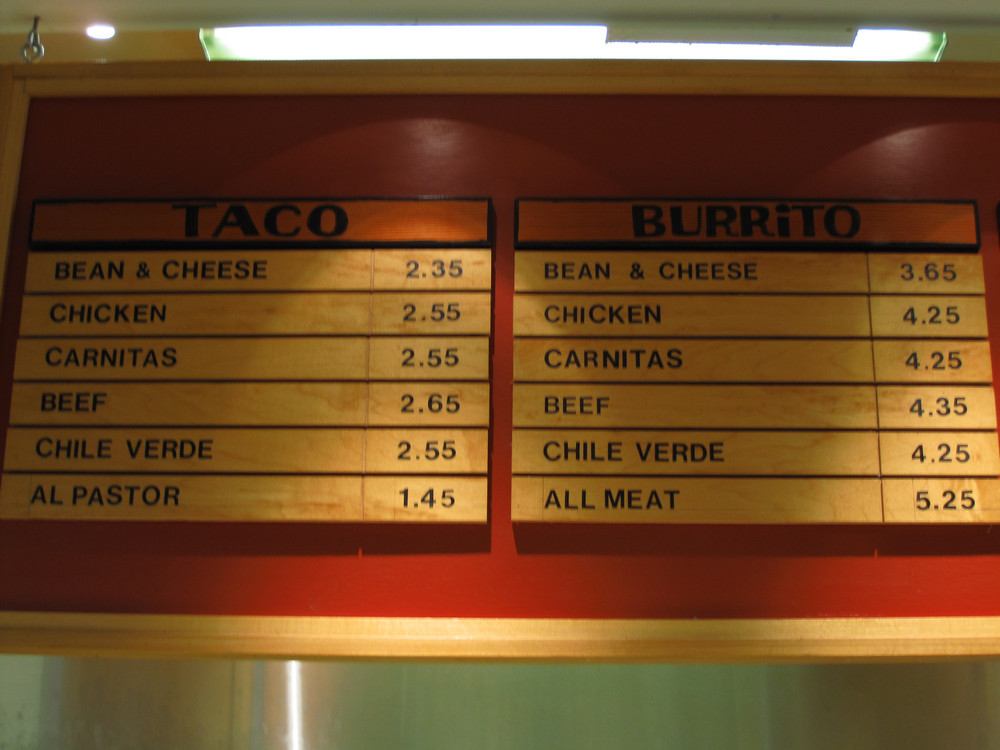 TACO
BEAN & CHEESE 2.35
CHICKEN 2.55
CARNITAS 2.55
BEEF 2.65
CHILE VERDE 2.55
AL PASTOR 1.45
BURRiTO
BEAN & CHEESE 3.65
CHICKEN 4.25
CARNITAS 4.25
BEEF 4.35
CHILE VERDE 4.25
ALL MEAT 5.25